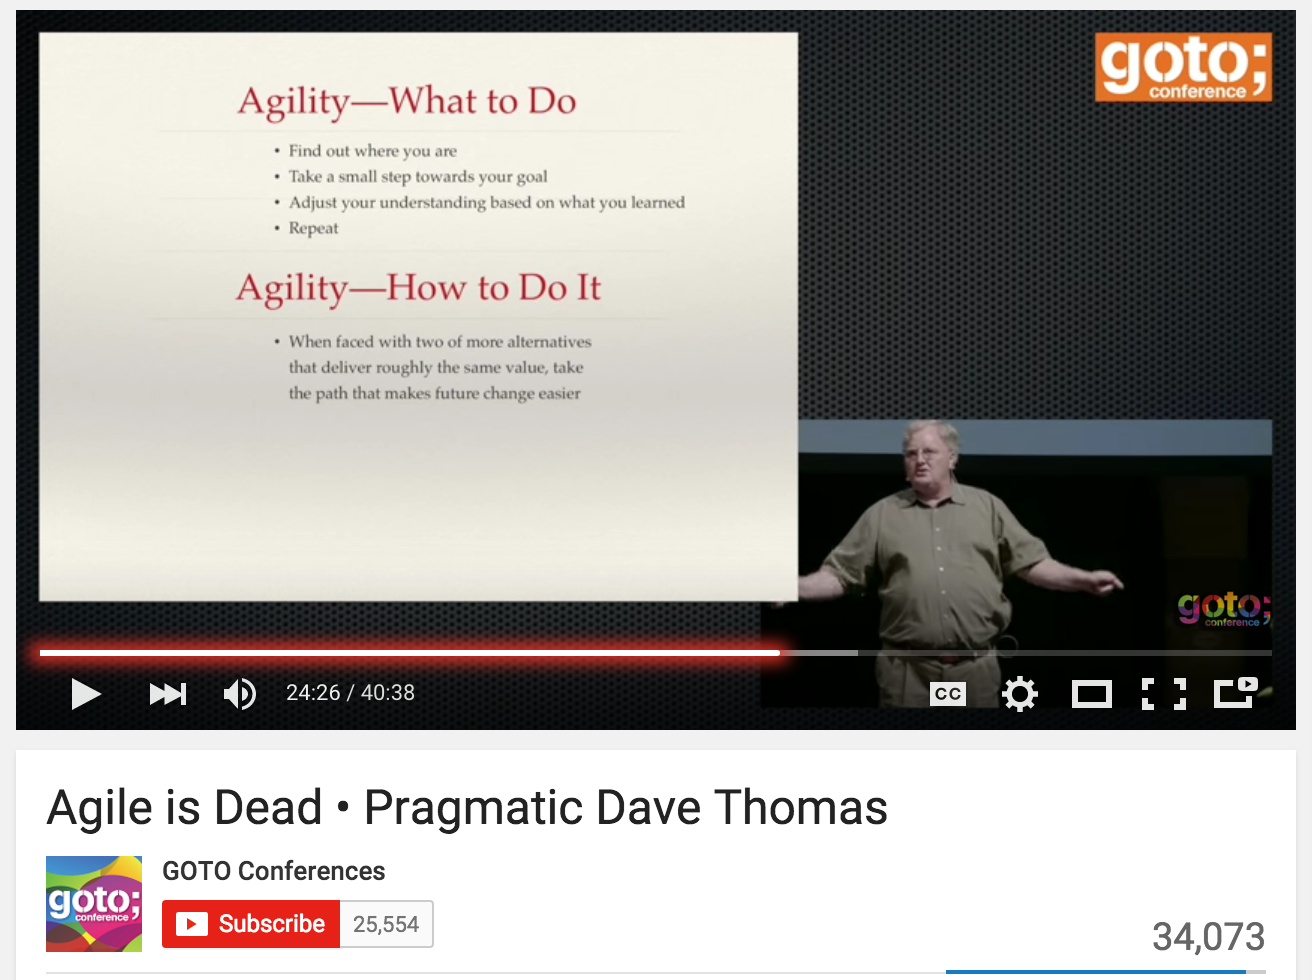 Agility—What to Do
• Find out where you are
• Take a small step towards your goal
• Adjust your understanding based on what you learned
• Repeat
Agility—How to Do It
• When faced with two of more alternatives
that deliver roughly the same value, take
the path that makes future change easier
goto;
conference
goto;
conference
24:26 / 40:38
CC
Agile is Dead • Pragmatic Dave Thomas
goto;
conference
GOTO Conferences
Subscribe 25,554
34,073